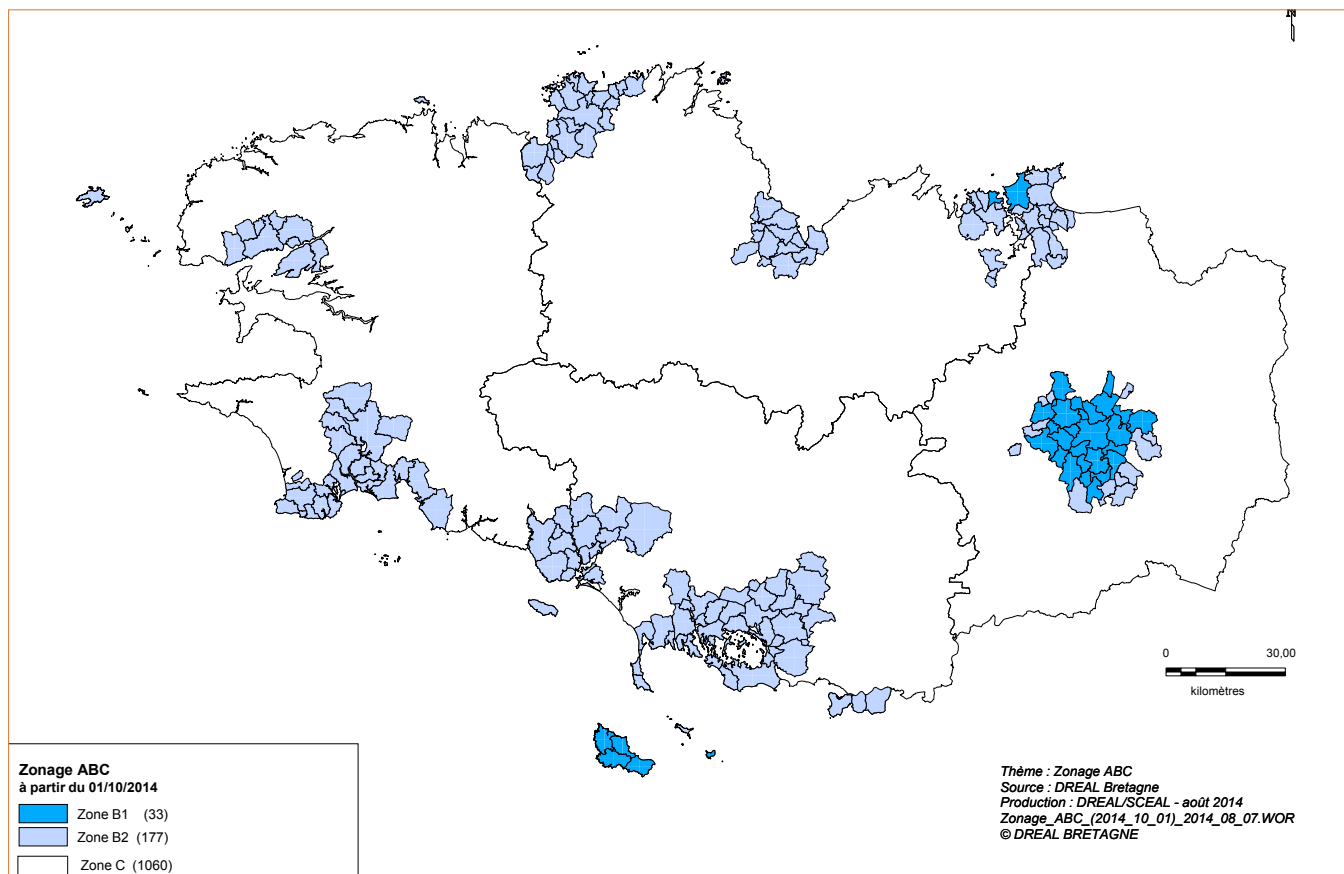 N
0 30,00
kilomètres
Zonage ABC
à partir du 01/10/2014
Zone B1 (33)
Zone B2 (177)
Zone C (1060)
Thème : Zonage ABC
Source : DREAL Bretagne
Production : DREAL/SCEAL - août 2014
Zonage_ABC_(2014_10_01)_2014_08_07.WOR
© DREAL BRETAGNE